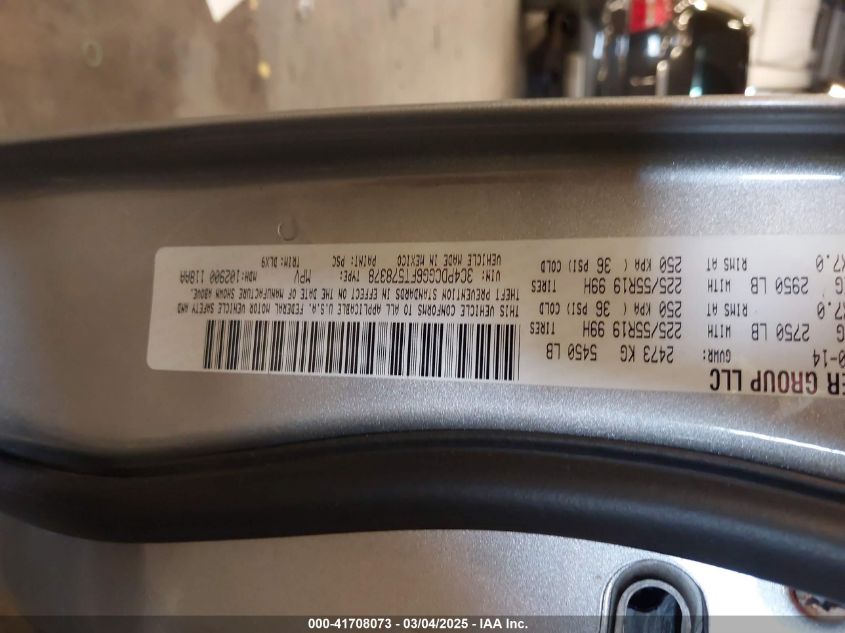 ER GROUP LLC
0-14 GVWR: 2473 KG 5450 LB
G 2750 LB WITH 225/55R19 99H TIRES
X7.0 RIMS AT 250 KPA ( 36 PSI) COLD
G 2950 LB WITH 225/55R19 99H TIRES
X7.0 RIMS AT 250 KPA ( 36 PSI) COLD
THIS VEHICLE CONFORMS TO ALL APPLICABLE U.S.A. FEDERAL MOTOR VEHICLE SAFETY AND
THEFT PREVENTION STANDARDS IN EFFECT ON THE DATE OF MANUFACTURE SHOWN ABOVE.
VIN: 3C4PDCGG6FT578378 TYPE: MPV MDH: 102900 118AA
VEHICLE MADE IN MEXICO PAINT: PSC TRIM: DLX9
000-41708073 - 03/04/2025 - IAA Inc.